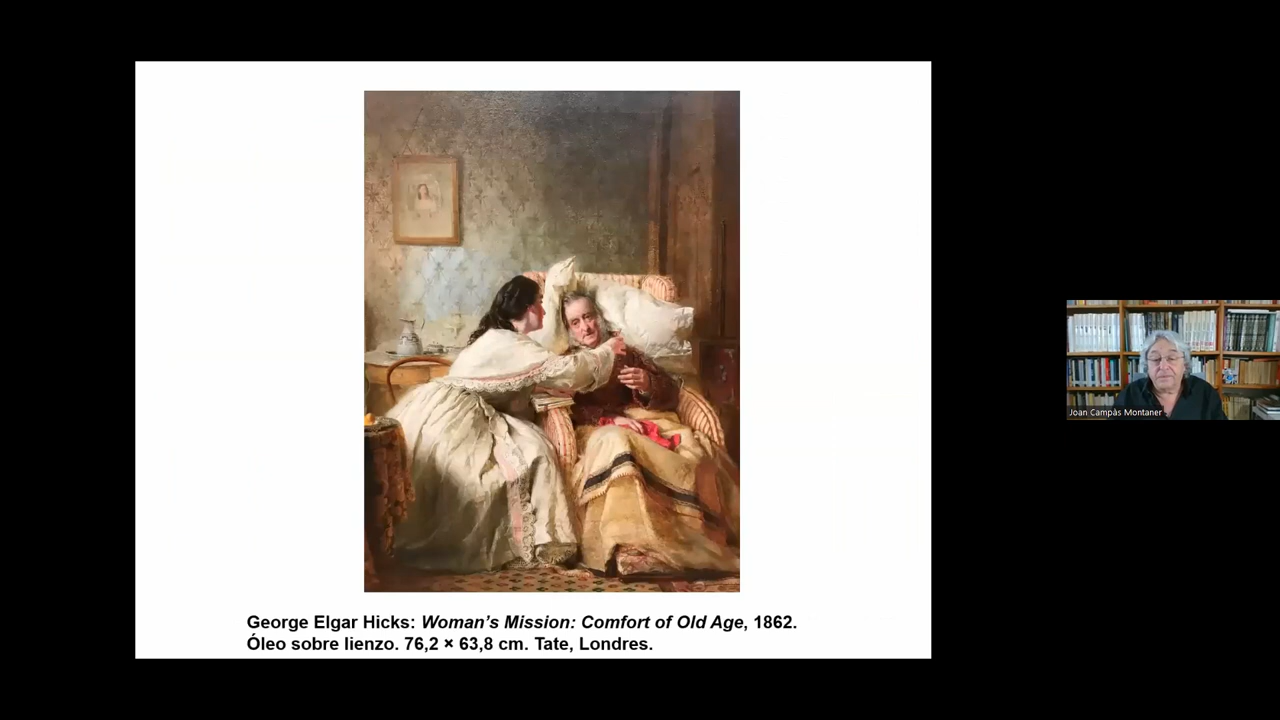 George Elgar Hicks: Woman's Mission: Comfort of Old Age, 1862.
Óleo sobre lienzo. 76,2 × 63,8 cm. Tate, Londres.
Joan Campàs Montaner